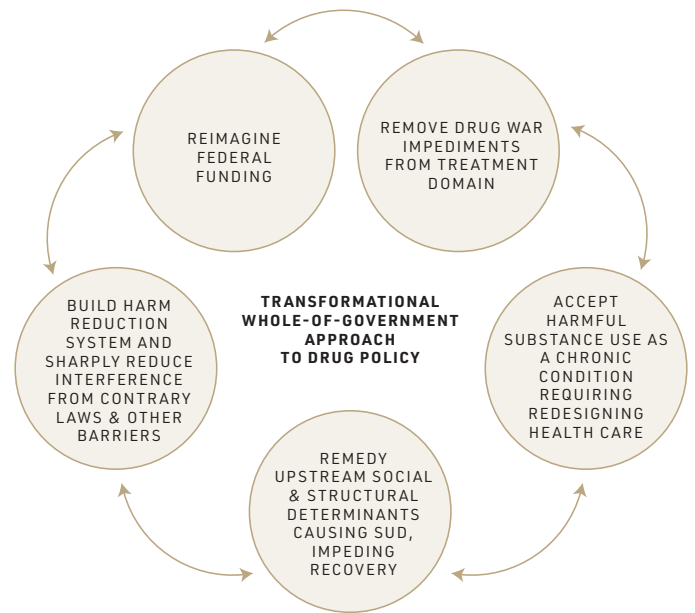 REIMAGINE
FEDERAL
FUNDING
REMOVE DRUG WAR
IMPEDIMENTS
FROM TREATMENT
DOMAIN
BUILD HARM
REDUCTION
SYSTEM AND
SHARPLY REDUCE
INTERFERENCE
FROM CONTRARY
LAWS & OTHER
BARRIERS
TRANSFORMATIONAL
WHOLE-OF-GOVERNMENT
APPROACH
TO DRUG POLICY
ACCEPT
HARMFUL
SUBSTANCE USE AS
A CHRONIC
CONDITION
REQUIRING
REDESIGNING
HEALTH CARE
REMEDY
UPSTREAM SOCIAL
& STRUCTURAL
DETERMINANTS
CAUSING SUD,
IMPEDING
RECOVERY